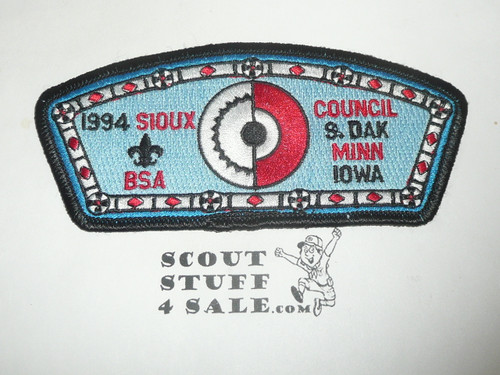 1994 SIOUX COUNCIL
S. DAK
MINN
BSA IOWA
SCOUT
STUFF
4 SALE.COM